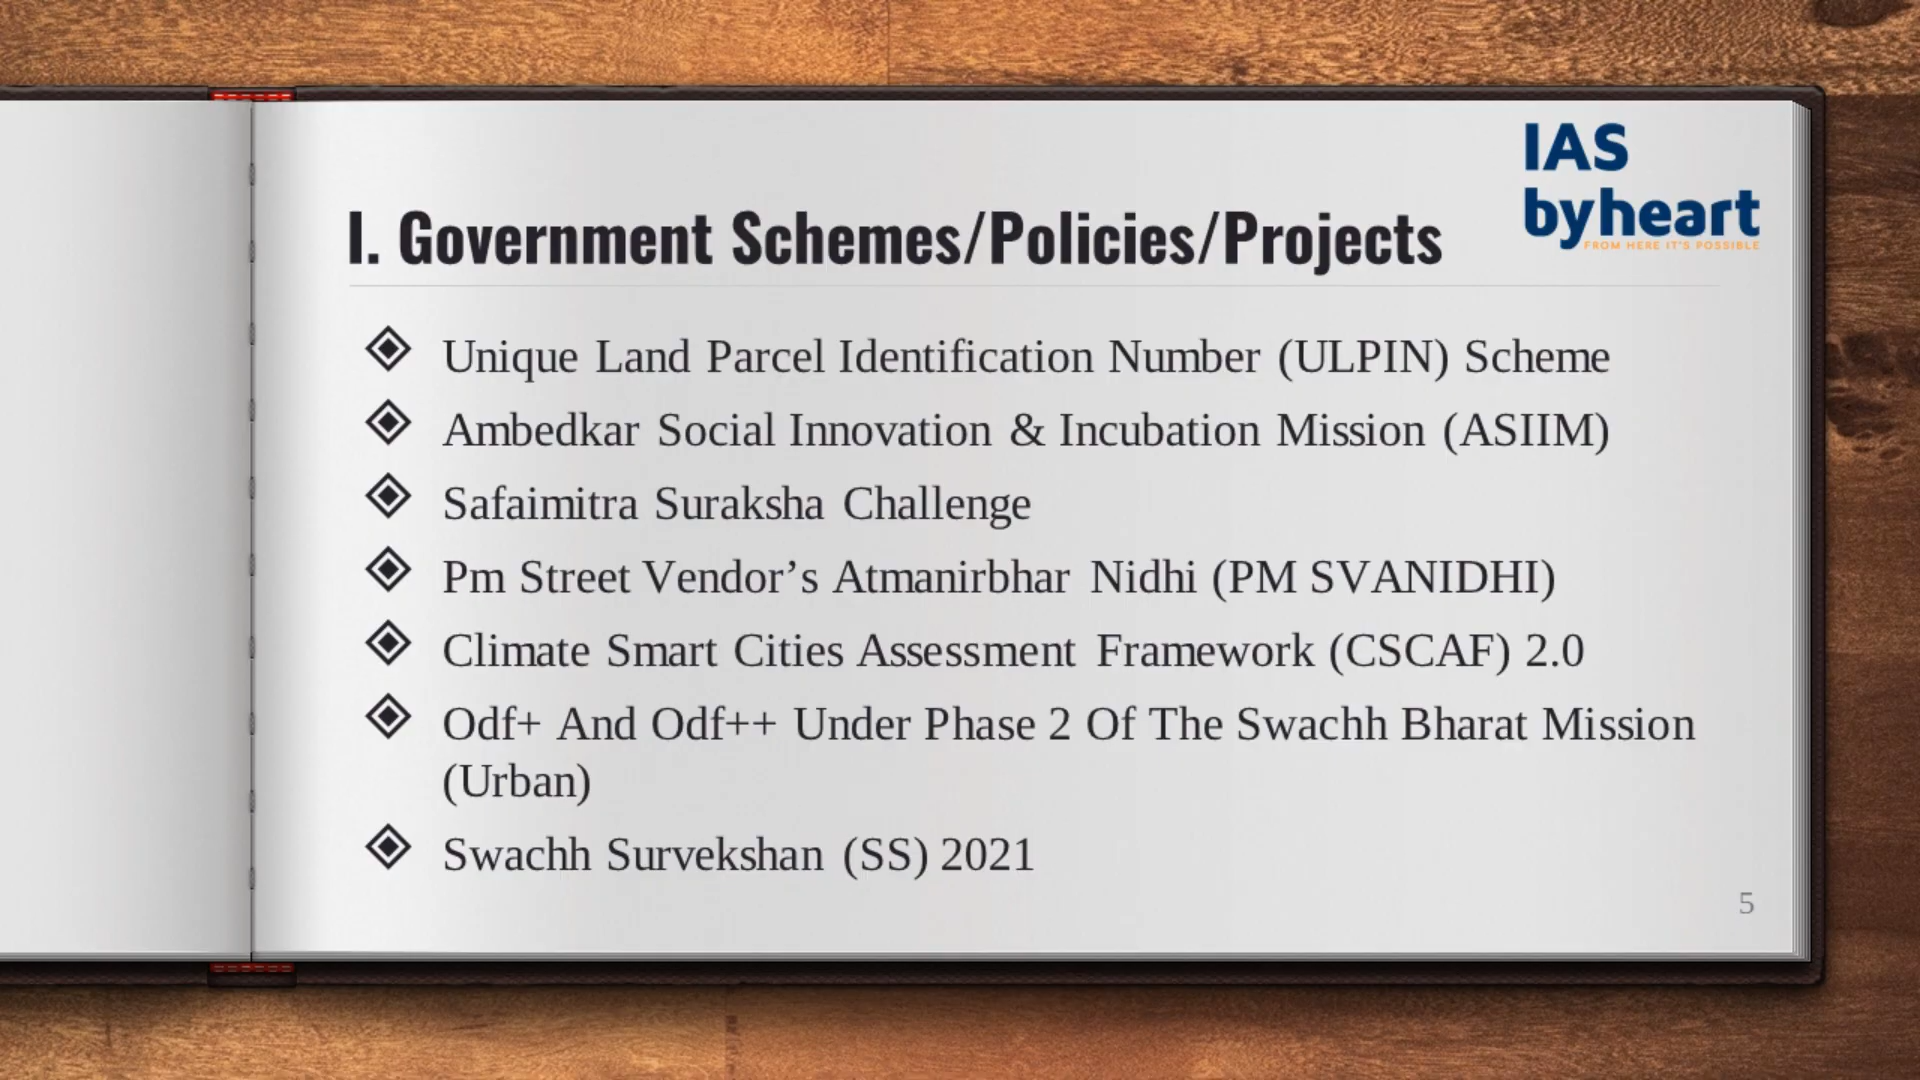 IAS
byheart
FROM HERE IT'S POSSIBLE
I. Government Schemes/Policies/Projects
Unique Land Parcel Identification Number (ULPIN) Scheme
Ambedkar Social Innovation & Incubation Mission (ASIIM)
Safaimitra Suraksha Challenge
Pm Street Vendor’s Atmanirbhar Nidhi (PM SVANIDHI)
Climate Smart Cities Assessment Framework (CSCAF) 2.0
Odf+ And Odf++ Under Phase 2 Of The Swachh Bharat Mission
(Urban)
Swachh Survekshan (SS) 2021
5